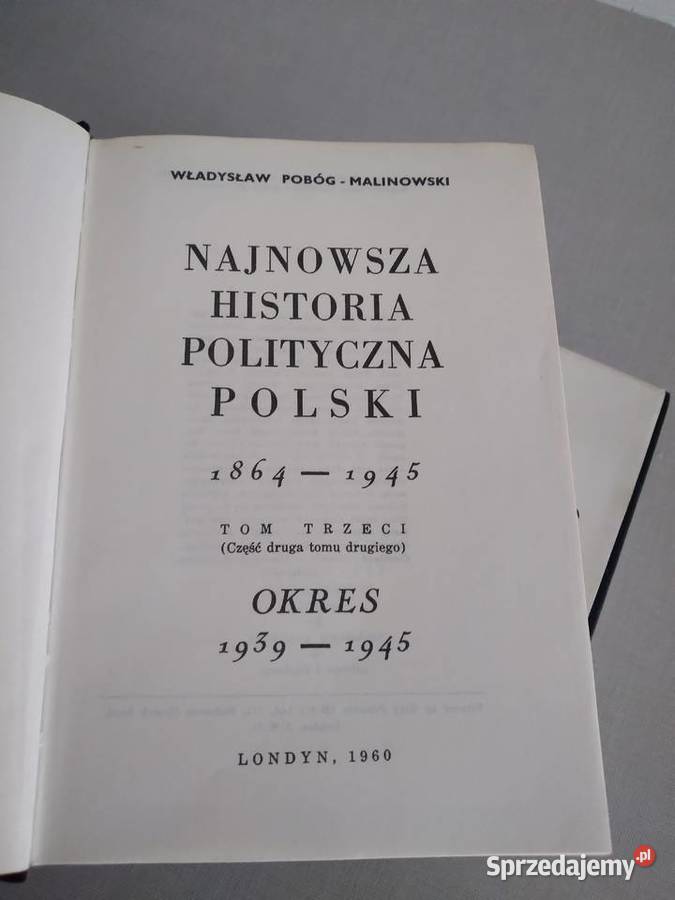 WŁADYSŁAW POBÓG - MALINOWSKI
NAJNOWSZA
HISTORIA
POLITYCZNA
POLSKI
1864 — 1945
TOM TRZECI
(Część druga tomu drugiego)
OKRES
1939 — 1945
LONDYN, 1960
Sprzedajemy.pl